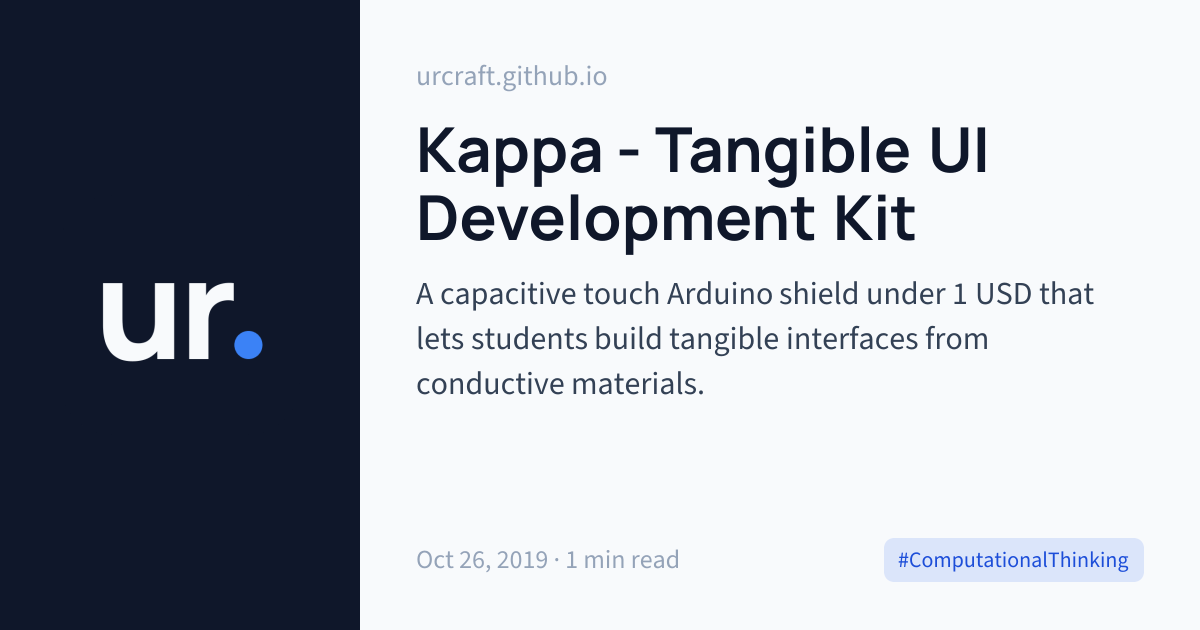 ur.
urcraft.github.io
Kappa - Tangible UI
Development Kit
A capacitive touch Arduino shield under 1 USD that
lets students build tangible interfaces from
conductive materials.
Oct 26, 2019 · 1 min read
#ComputationalThinking